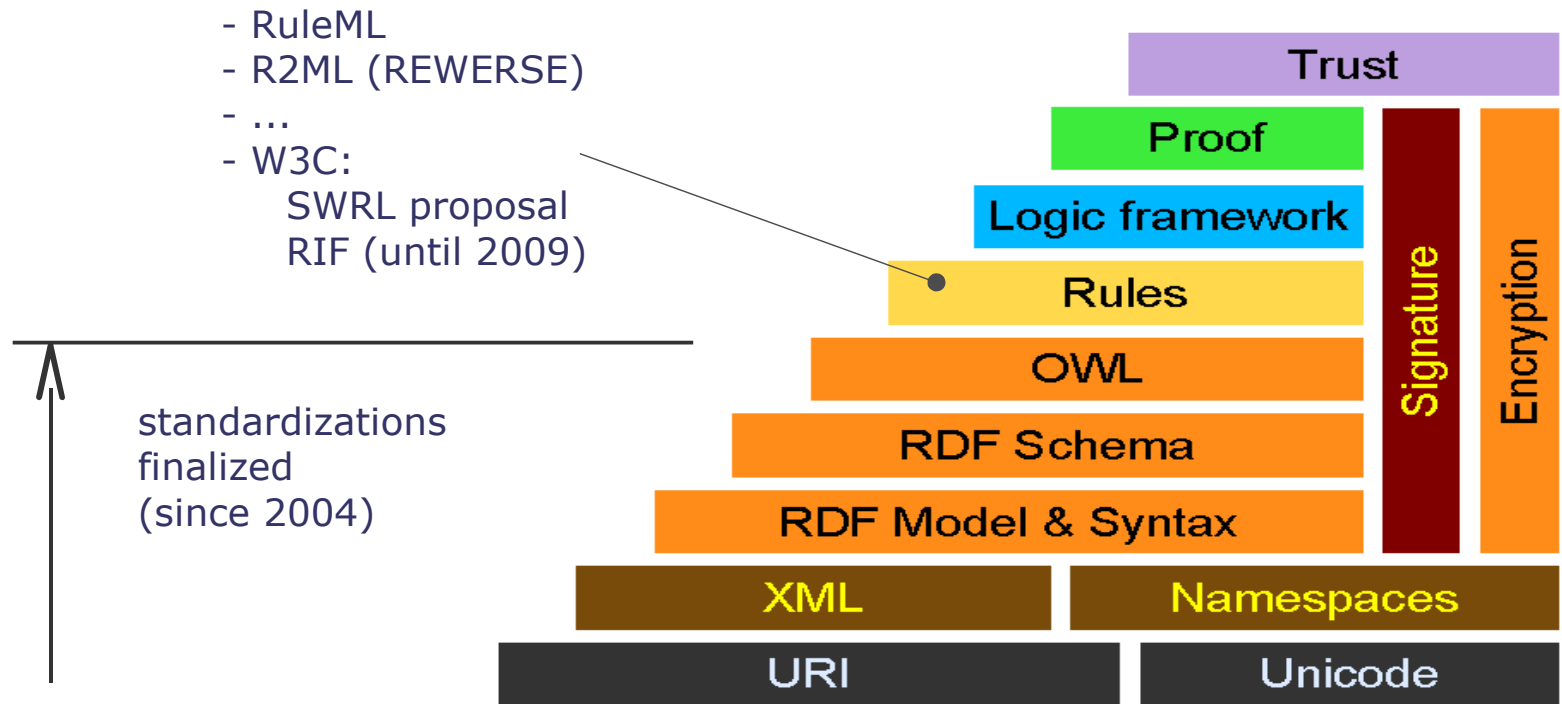 - RuleML
- R2ML (REWERSE)
- ...
- W3C:
SWRL proposal
RIF (until 2009)
standardizations
finalized
(since 2004)
Trust
Proof
Logic framework
Rules
OWL
RDF Schema
RDF Model & Syntax
Signature
Encryption
XML
Namespaces
URI
Unicode